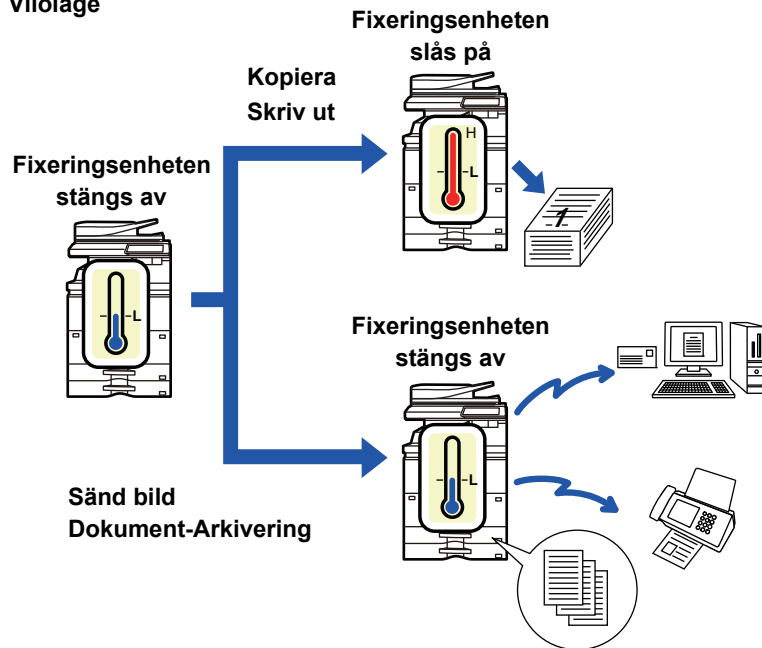 Viloläge
Fixeringsenheten
slås på
Kopiera
Skriv ut
H
L
1
Fixeringsenheten
stängs av
L
Fixeringsenheten
stängs av
L
Sänd bild
Dokument-Arkivering